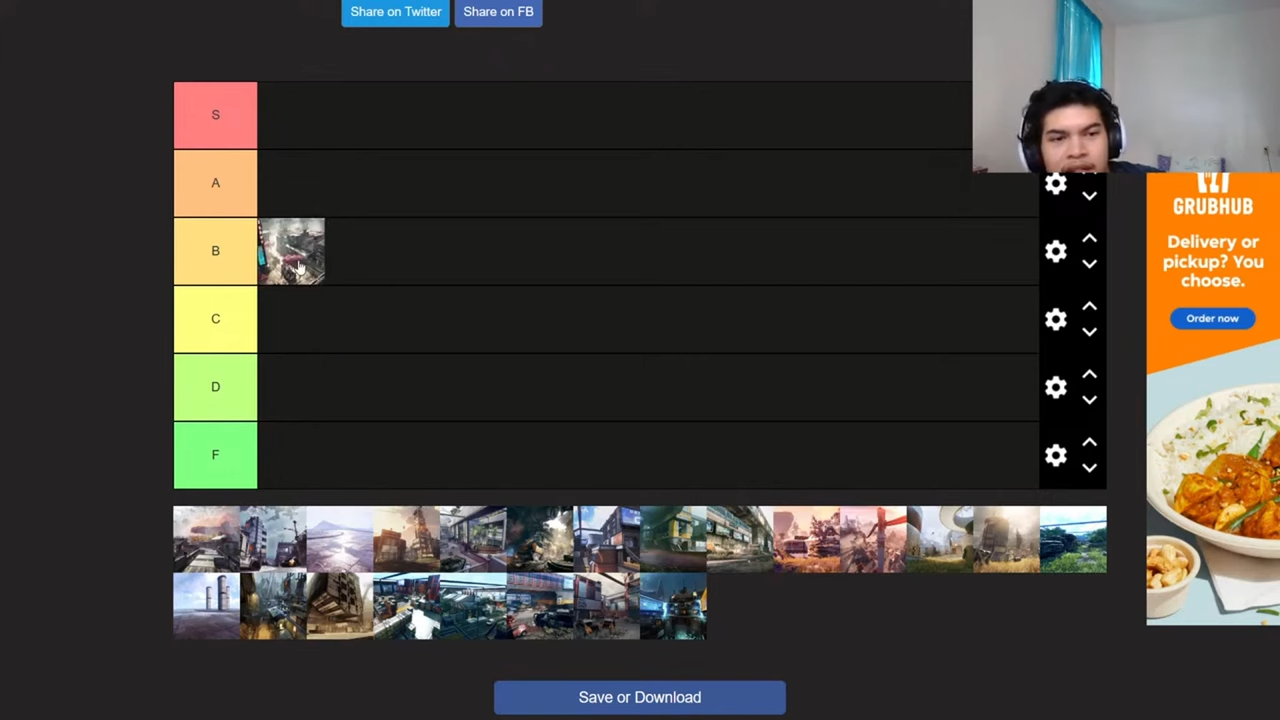 Share on Twitter
Share on FB
S
A
B
C
D
F
GRUBHUB
Delivery or
pickup? You
choose.
Order now
Save or Download